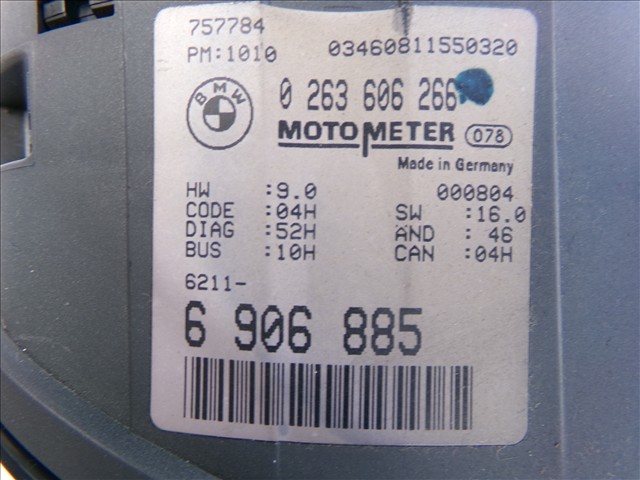 757784
PM:1010 03460811550320
BMW
0 263 606 266
MOTOMETER 078
Made in Germany
HW :9.0 000804
CODE :04H SW :16.0
DIAG :52H AND : 46
BUS :10H CAN :04H
6211-
6 906 885